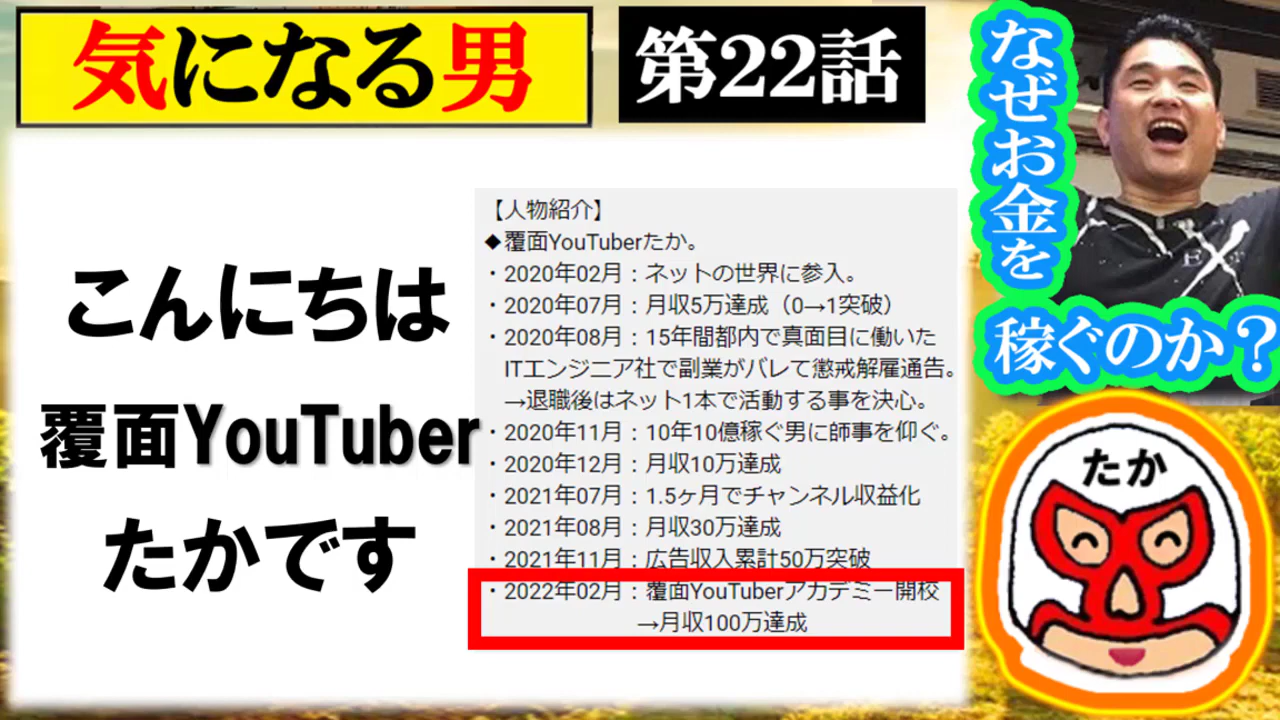 気になる男
第22話
なぜお金を
稼ぐのか？
こんにちは
覆面YouTuber
たかです
【人物紹介】
◆覆面YouTuberたか。
・2020年02月：ネットの世界に参入。
・2020年07月：月収5万達成（0→1突破）
・2020年08月：15年間都内で真面目に働いた
ITエンジニア社で副業がバレて懲戒解雇通告。
→退職後はネット1本で活動する事を決心。
・2020年11月：10年10億稼ぐ男に師事を仰ぐ。
・2020年12月：月収10万達成
・2021年07月：1.5ヶ月でチャンネル収益化
・2021年08月：月収30万達成
・2021年11月：広告収入累計50万突破
・2022年02月：覆面YouTuberアカデミー開校
→月収100万達成
たか